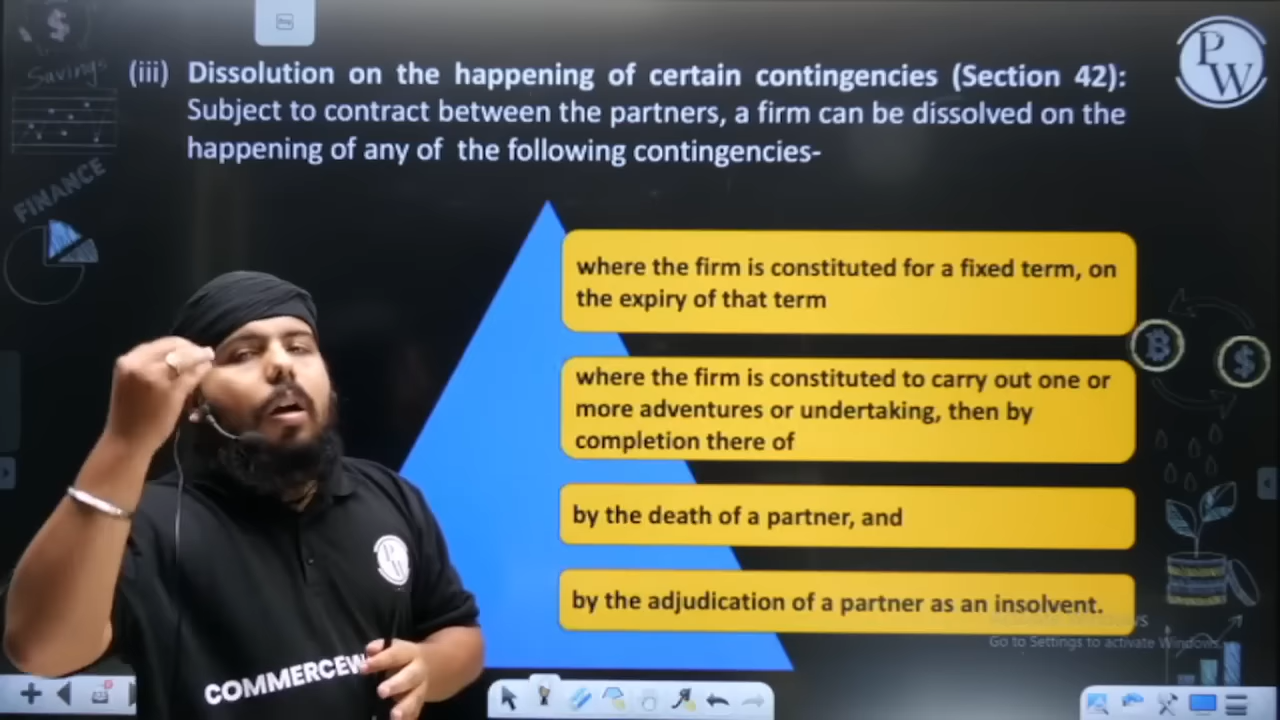 Savings
FINANCE
(iii) Dissolution on the happening of certain contingencies (Section 42):
Subject to contract between the partners, a firm can be dissolved on the
happening of any of the following contingencies-
PW
where the firm is constituted for a fixed term, on
the expiry of that term
where the firm is constituted to carry out one or
more adventures or undertaking, then by
completion there of
by the death of a partner, and
by the adjudication of a partner as an insolvent.
Go to Settings to activate Windows.
PW
COMMERCEW